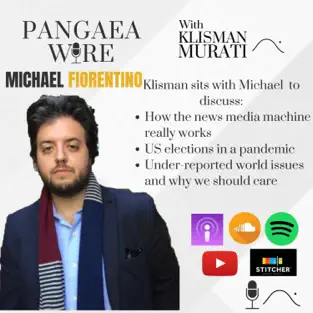 PANGAEA
WIRE
With
KLISMAN
MURATI
MICHAEL FIORENTINO
Klisman sits with Michael to
discuss:
• How the news media machine
really works
• US elections in a pandemic
• Under-reported world issues
and why we should care
STITCHER